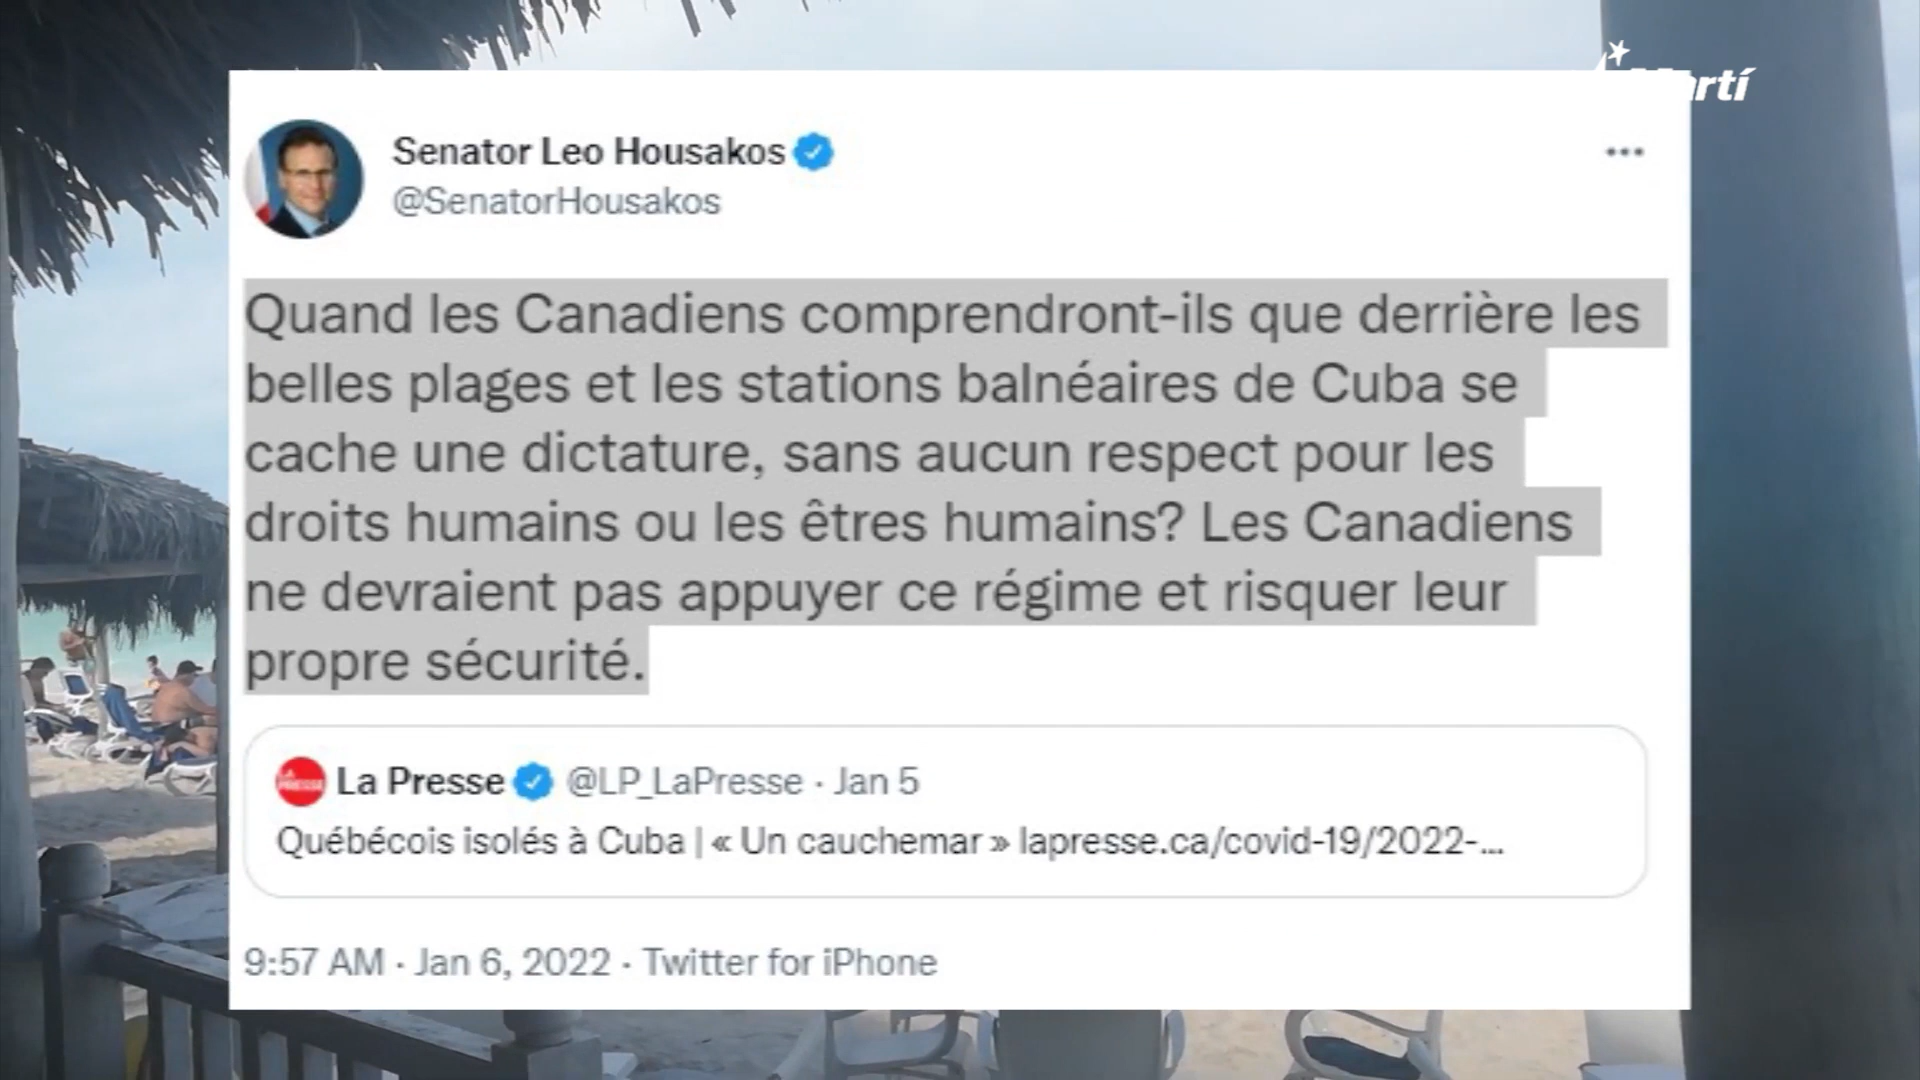 Senator Leo Housakos
@SenatorHousakos
Quand les Canadiens comprendront-ils que derrière les
belles plages et les stations balnéaires de Cuba se
cache une dictature, sans aucun respect pour les
droits humains ou les êtres humains? Les Canadiens
ne devraient pas appuyer ce régime et risquer leur
propre sécurité.
LA PRESSE
La Presse @LP_LaPresse · Jan 5
Québécois isolés à Cuba | « Un cauchemar » lapresse.ca/covid-19/2022-...
9:57 AM · Jan 6, 2022 · Twitter for iPhone